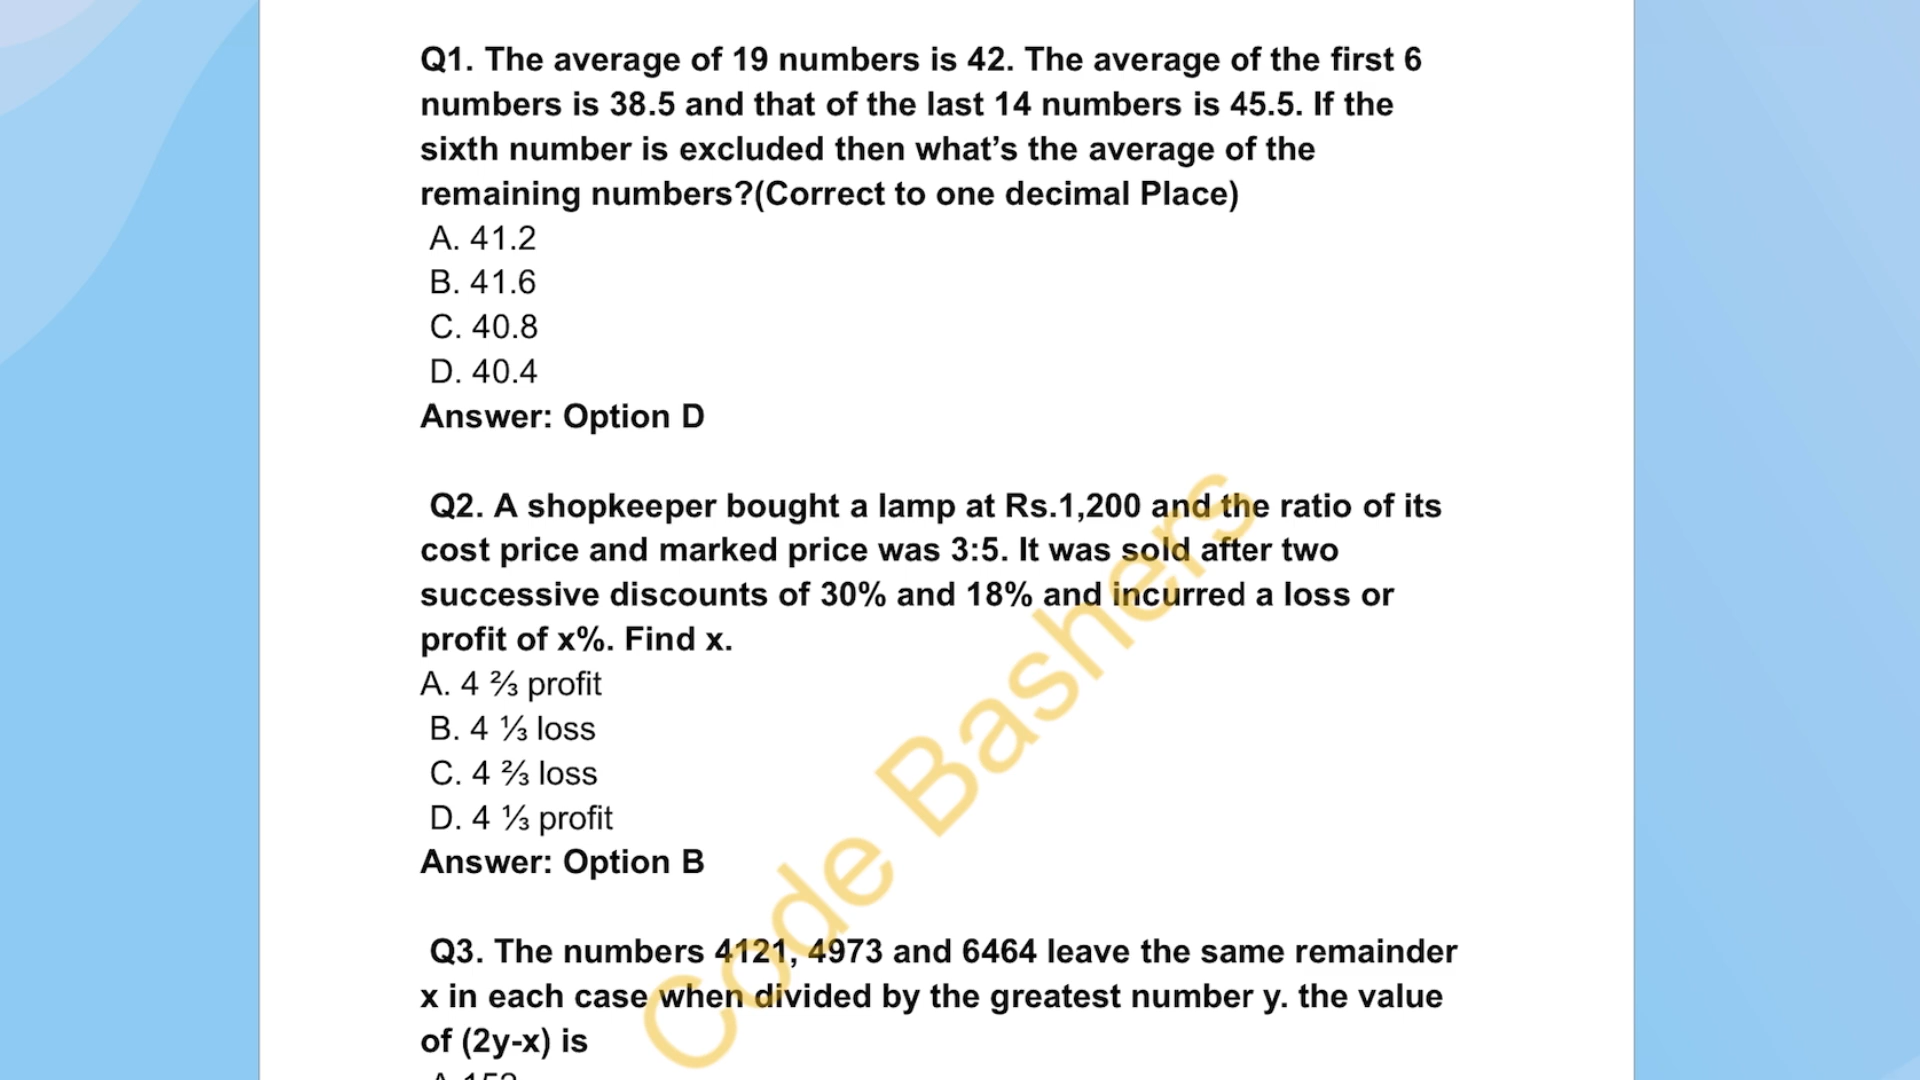 Q1. The average of 19 numbers is 42. The average of the first 6
numbers is 38.5 and that of the last 14 numbers is 45.5. If the
sixth number is excluded then what’s the average of the
remaining numbers?(Correct to one decimal Place)
A. 41.2
B. 41.6
C. 40.8
D. 40.4
Answer: Option D
Q2. A shopkeeper bought a lamp at Rs.1,200 and the ratio of its
cost price and marked price was 3:5. It was sold after two
successive discounts of 30% and 18% and incurred a loss or
profit of x%. Find x.
A. 4 ⅔ profit
B. 4 ⅓ loss
C. 4 ⅔ loss
D. 4 ⅓ profit
Answer: Option B
Q3. The numbers 4121, 4973 and 6464 leave the same remainder
x in each case when divided by the greatest number y. the value
of (2y-x) is
Code Bashers